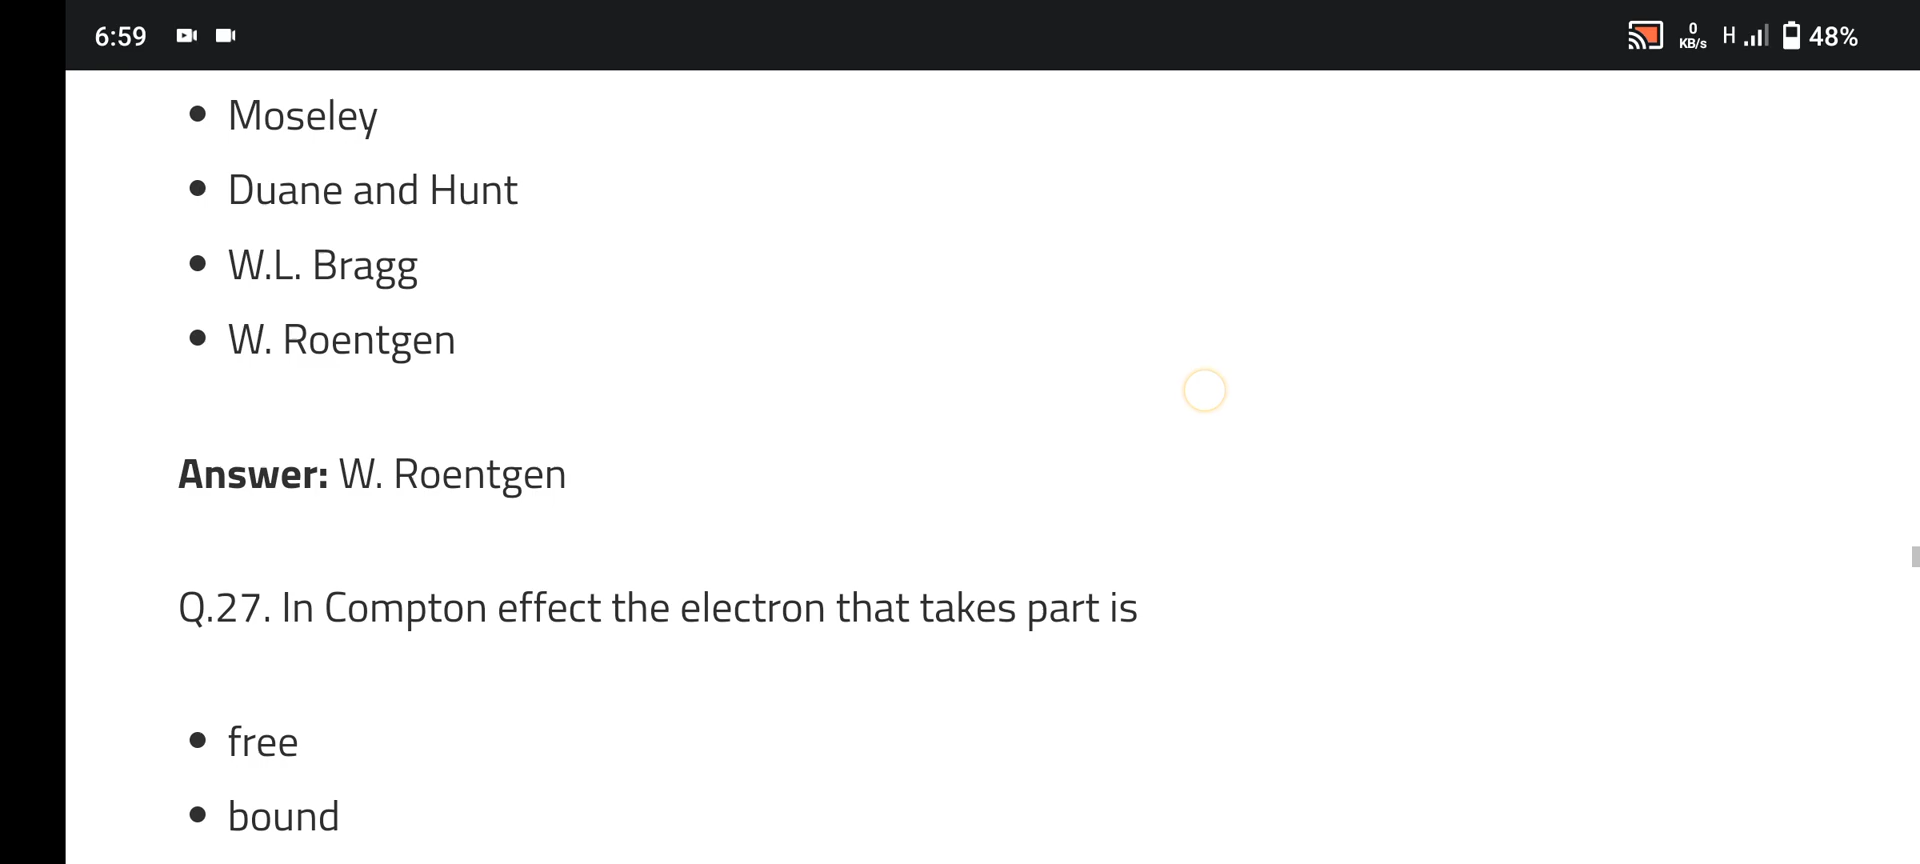 6:59
0
KB/s
H
48%
• Moseley
• Duane and Hunt
• W.L. Bragg
• W. Roentgen
Answer: W. Roentgen
Q.27. In Compton effect the electron that takes part is
• free
• bound